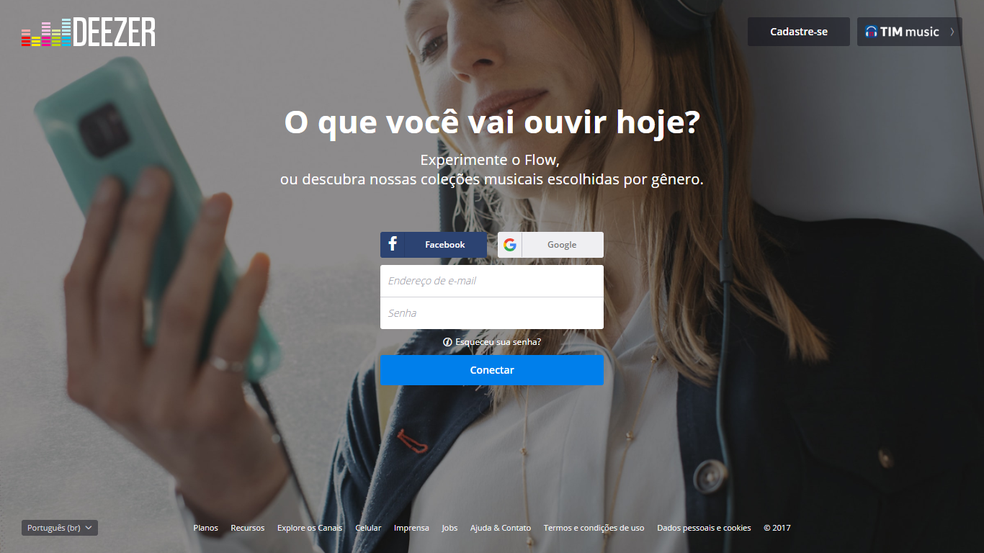 DEEZER
Cadastre-se
TIM music
O que você vai ouvir hoje?
Experimente o Flow,
ou descubra nossas coleções musicais escolhidas por gênero.
Facebook
Google
Endereço de e-mail
Senha
Esqueceu sua senha?
Conectar
Português (br)
Planos Recursos Explore os Canais Celular Imprensa Jobs Ajuda & Contato Termos e condições de uso Dados pessoais e cookies © 2017